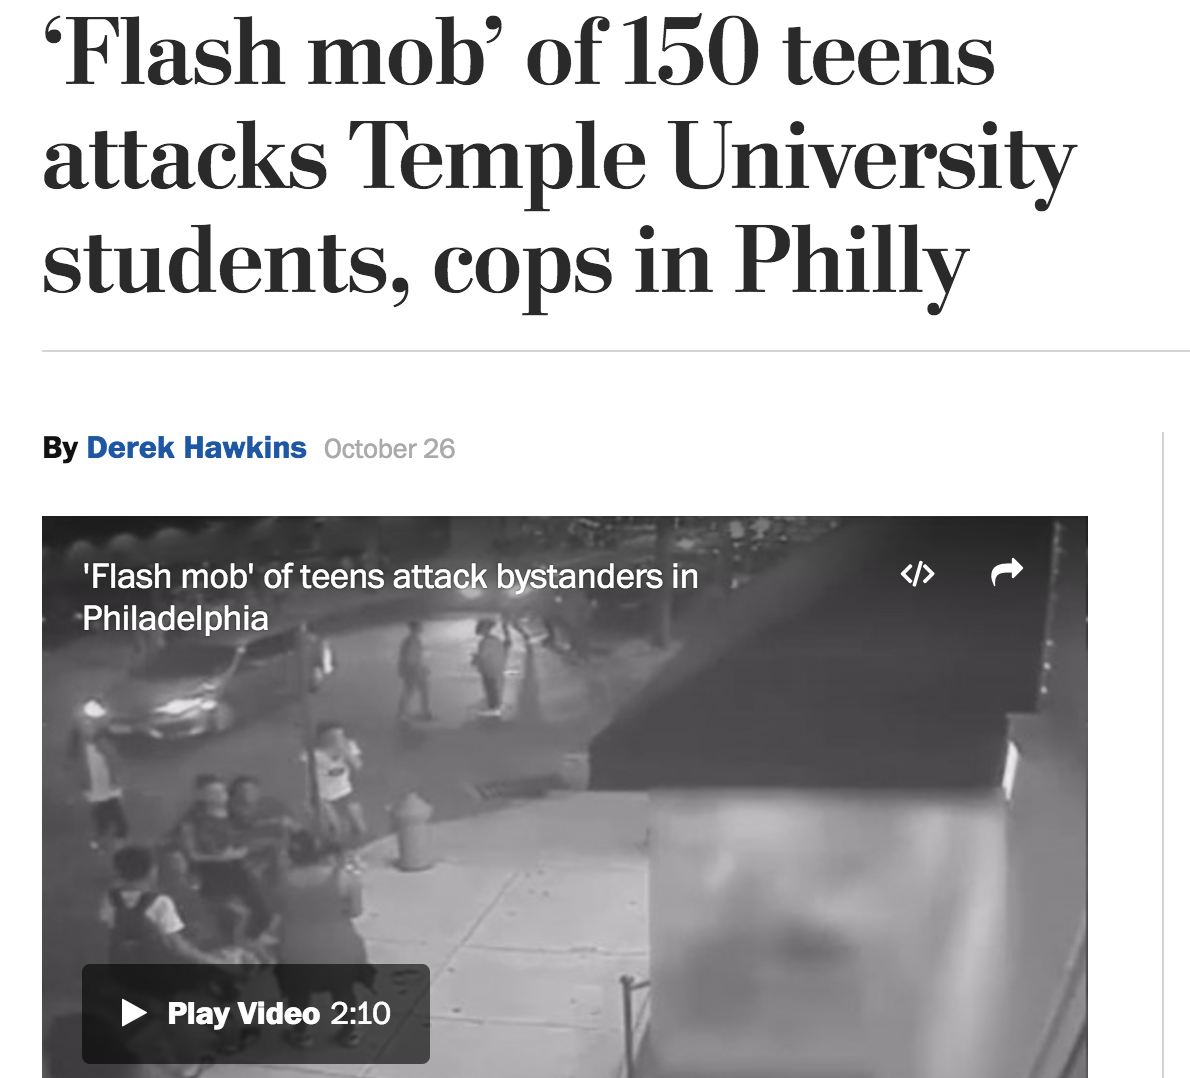 ‘Flash mob’ of 150 teens
attacks Temple University
students, cops in Philly
By Derek Hawkins October 26
'Flash mob' of teens attack bystanders in
Philadelphia
Play Video 2:10